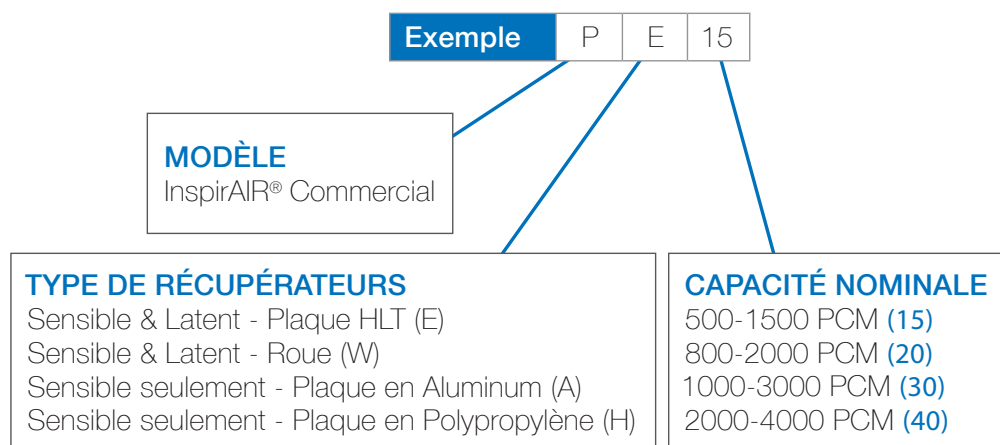 Exemple P E 15
MODÈLE
InspirAIR® Commercial
TYPE DE RÉCUPÉRATEURS
Sensible & Latent - Plaque HLT (E)
Sensible & Latent - Roue (W)
Sensible seulement - Plaque en Aluminum (A)
Sensible seulement - Plaque en Polypropylène (H)
CAPACITÉ NOMINALE
500-1500 PCM (15)
800-2000 PCM (20)
1000-3000 PCM (30)
2000-4000 PCM (40)